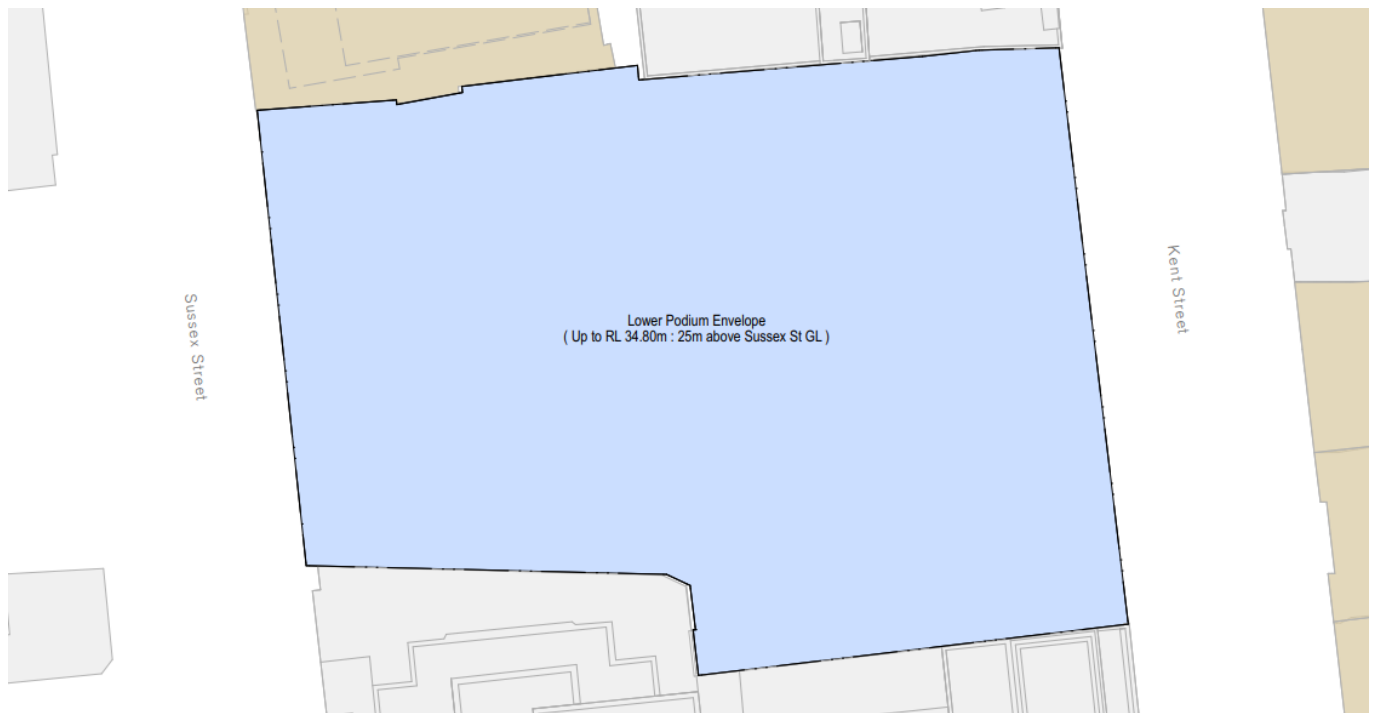 Lower Podium Envelope
( Up to RL 34.80m : 25m above Sussex St GL )
Sussex Street
Kent Street